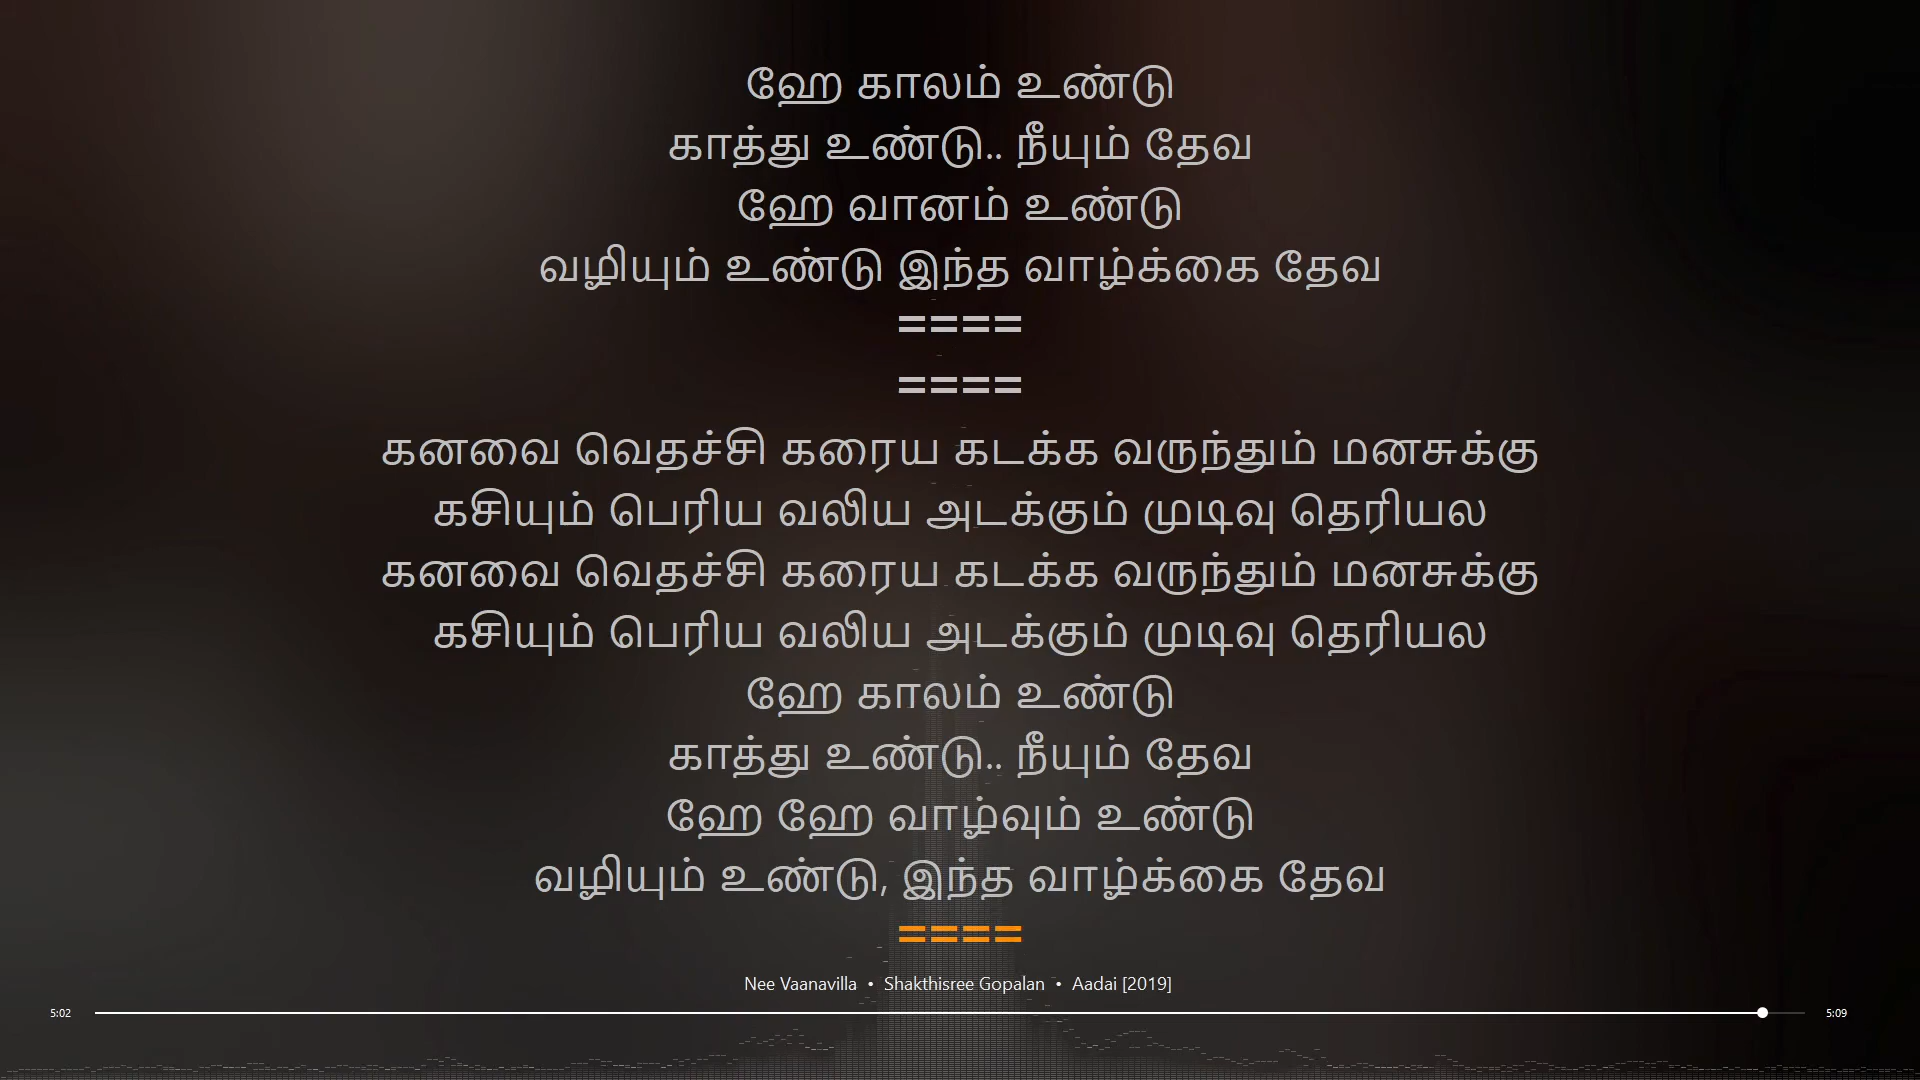 ஹே காலம் உண்டு
காத்து உண்டு.. நீயும் தேவ
ஹே வானம் உண்டு
வழியும் உண்டு இந்த வாழ்க்கை தேவ
====
====
கனவை வெதச்சி கரைய கடக்க வருந்தும் மனசுக்கு
கசியும் பெரிய வலிய அடக்கும் முடிவு தெரியல
கனவை வெதச்சி கரைய கடக்க வருந்தும் மனசுக்கு
கசியும் பெரிய வலிய அடக்கும் முடிவு தெரியல
ஹே காலம் உண்டு
காத்து உண்டு.. நீயும் தேவ
ஹே ஹே வாழ்வும் உண்டு
வழியும் உண்டு, இந்த வாழ்க்கை தேவ
====
Nee Vaanavilla • Shakthisree Gopalan • Aadai [2019]
5:02 5:09